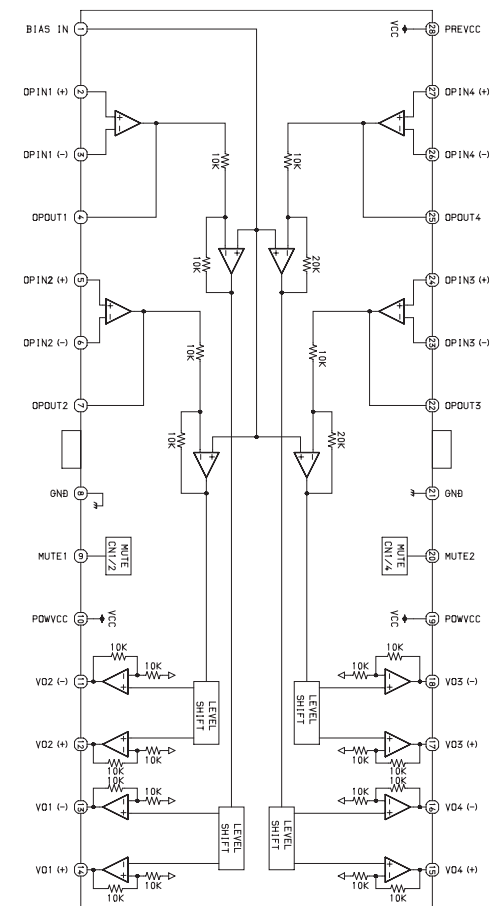 BIAS IN 1
28 PREVCC
VCC
OPIN1 (+) 2
27 OPIN4 (+)
OPIN1 (-) 3
26 OPIN4 (-)
10K
10K
OPOUT1 4
25 OPOUT4
10K
20K
OPIN2 (+) 5
24 OPIN3 (+)
OPIN2 (-) 6
23 OPIN3 (-)
10K
10K
OPOUT2 7
22 OPOUT3
10K
20K
GND 8
21 GND
MUTE1 9
MUTE
CN1/2
MUTE
CN1/4
20 MUTE2
POWVCC 10
VCC
VCC
19 POWVCC
10K
10K
10K
10K
VO2 (-) 11
18 VO3 (-)
LEVEL
SHIFT
LEVEL
SHIFT
VO2 (+) 12
17 VO3 (+)
10K
10K
10K
10K
10K
10K
10K
10K
VO1 (-) 13
16 VO4 (-)
LEVEL
SHIFT
LEVEL
SHIFT
VO1 (+) 14
15 VO4 (+)
10K
10K
10K
10K